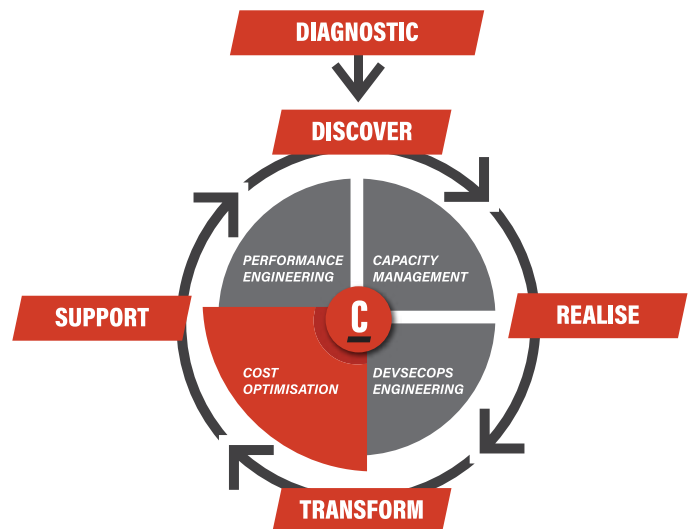 DIAGNOSTIC
DISCOVER
PERFORMANCE
ENGINEERING
CAPACITY
MANAGEMENT
SUPPORT
C
REALISE
COST
OPTIMISATION
DEVSECOPS
ENGINEERING
TRANSFORM